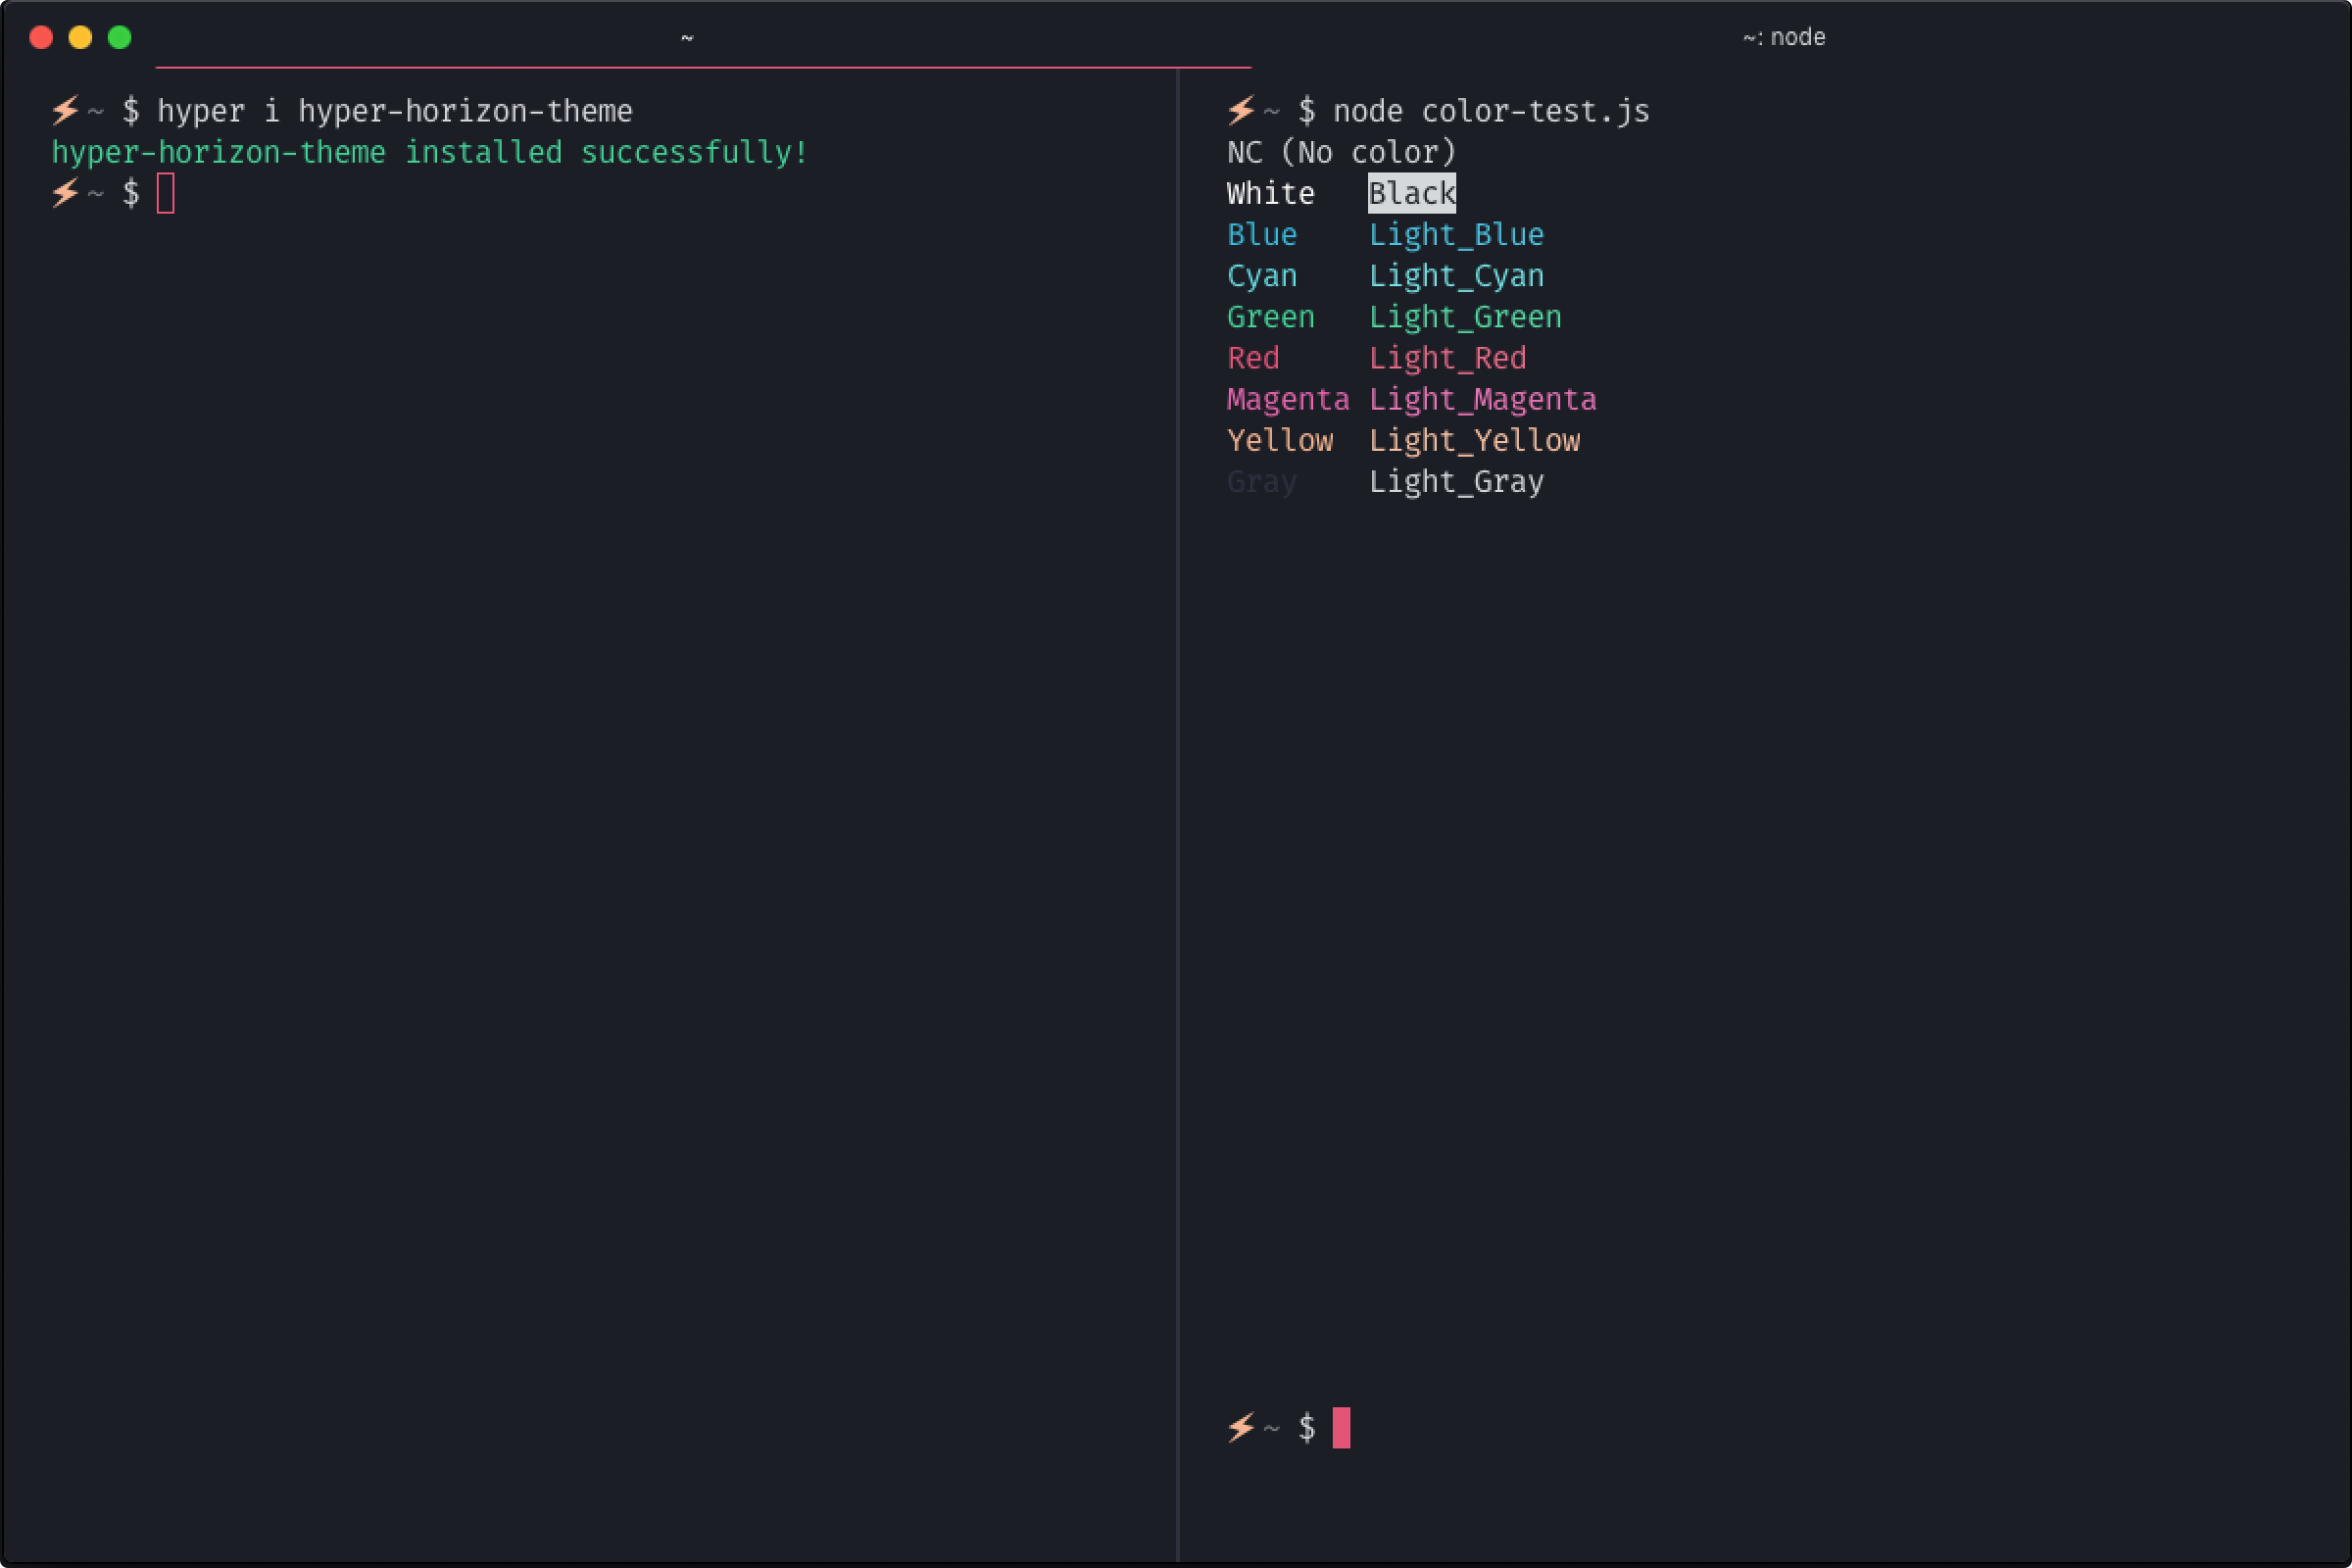 ~
~: node
⚡~ $ hyper i hyper-horizon-theme
hyper-horizon-theme installed successfully!
⚡~ $
⚡~ $ node color-test.js
NC (No color)
White Black
Blue Light_Blue
Cyan Light_Cyan
Green Light_Green
Red Light_Red
Magenta Light_Magenta
Yellow Light_Yellow
Gray Light_Gray
⚡~ $